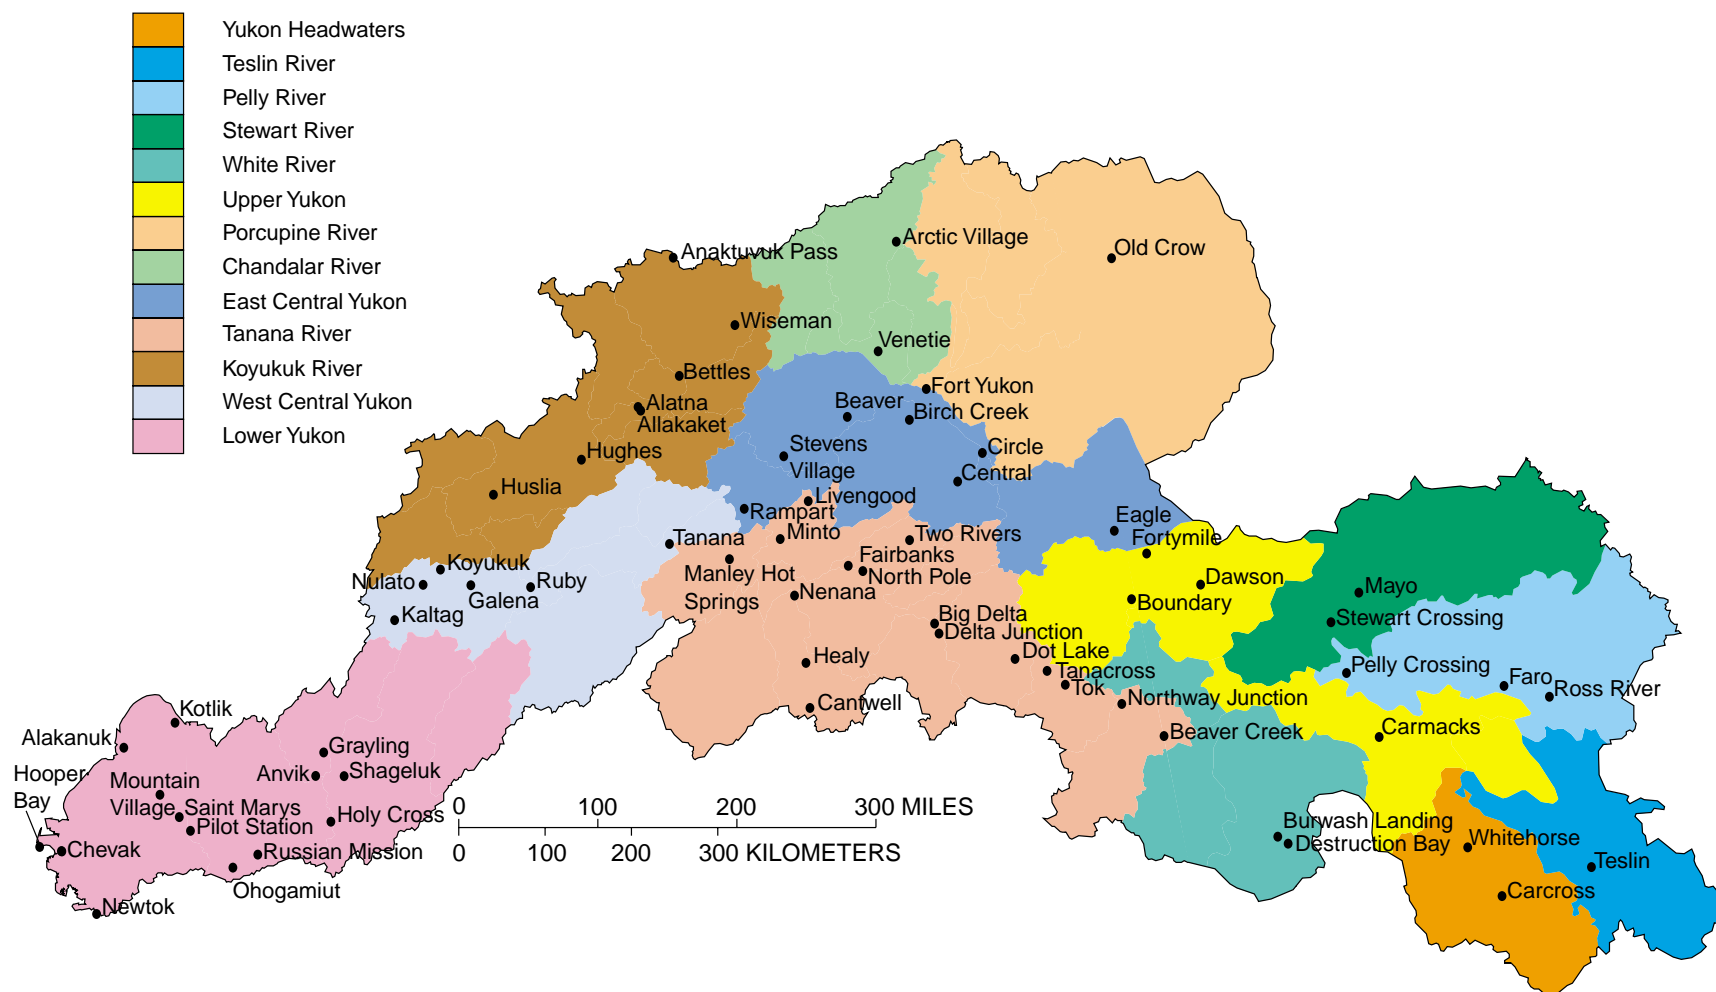 Yukon Headwaters
Teslin River
Pelly River
Stewart River
White River
Upper Yukon
Porcupine River
Chandalar River
East Central Yukon
Tanana River
Koyukuk River
West Central Yukon
Lower Yukon
Anaktuvuk Pass
Arctic Village
Old Crow
Wiseman
Venetie
Bettles
Fort Yukon
Alatna
Allakaket
Beaver
Birch Creek
Hughes
Stevens
Village
Circle
Central
Huslia
Livengood
Rampart
Eagle
Tanana
Minto
Two Rivers
Fortymile
Koyukuk
Fairbanks
Nulato
Galena
Ruby
Manley Hot
Springs
North Pole
Nenana
Dawson
Boundary
Mayo
Kaltag
Big Delta
Delta Junction
Stewart Crossing
Healy
Dot Lake
Tanacross
Tok
Pelly Crossing
Faro
Ross River
Cantwell
Northway Junction
Kotlik
Alakanuk
Grayling
Beaver Creek
Carmacks
Hooper
Bay
Mountain
Village
Anvik
Shageluk
Saint Marys
Pilot Station
Holy Cross
0 100 200 300 MILES
0 100 200 300 KILOMETERS
Burwash Landing
Destruction Bay
Whitehorse
Chevak
Russian Mission
Teslin
Ohogamiut
Carcross
Newtok